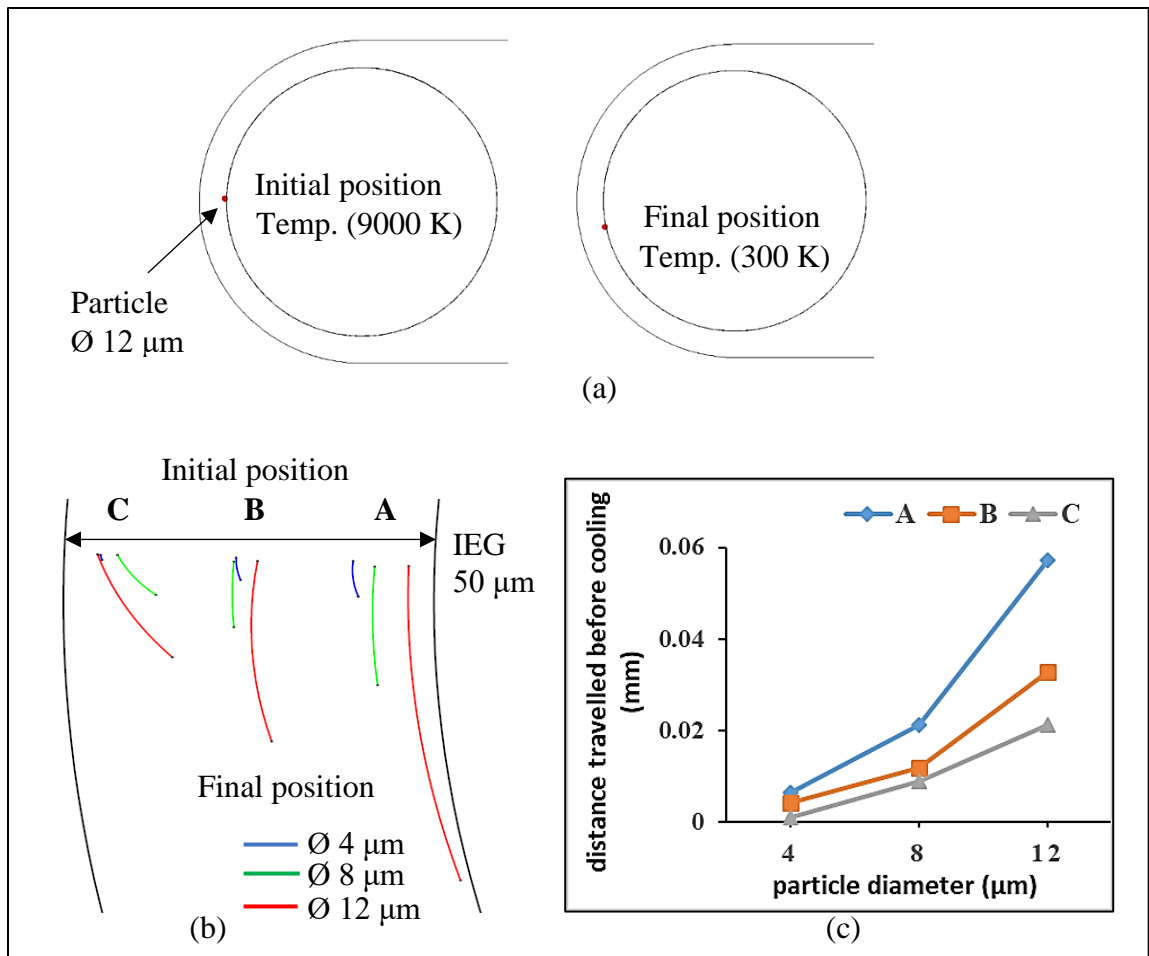 Initial position
Temp. (9000 K)
Particle
Ø 12 μm
Final position
Temp. (300 K)
(a)
Initial position
C B A
IEG
50 μm
Final position
Ø 4 μm
Ø 8 μm
Ø 12 μm
(b)
A B C
distance travelled before cooling
(mm)
0.06
0.04
0.02
0
4 8 12
particle diameter (μm)
(c)